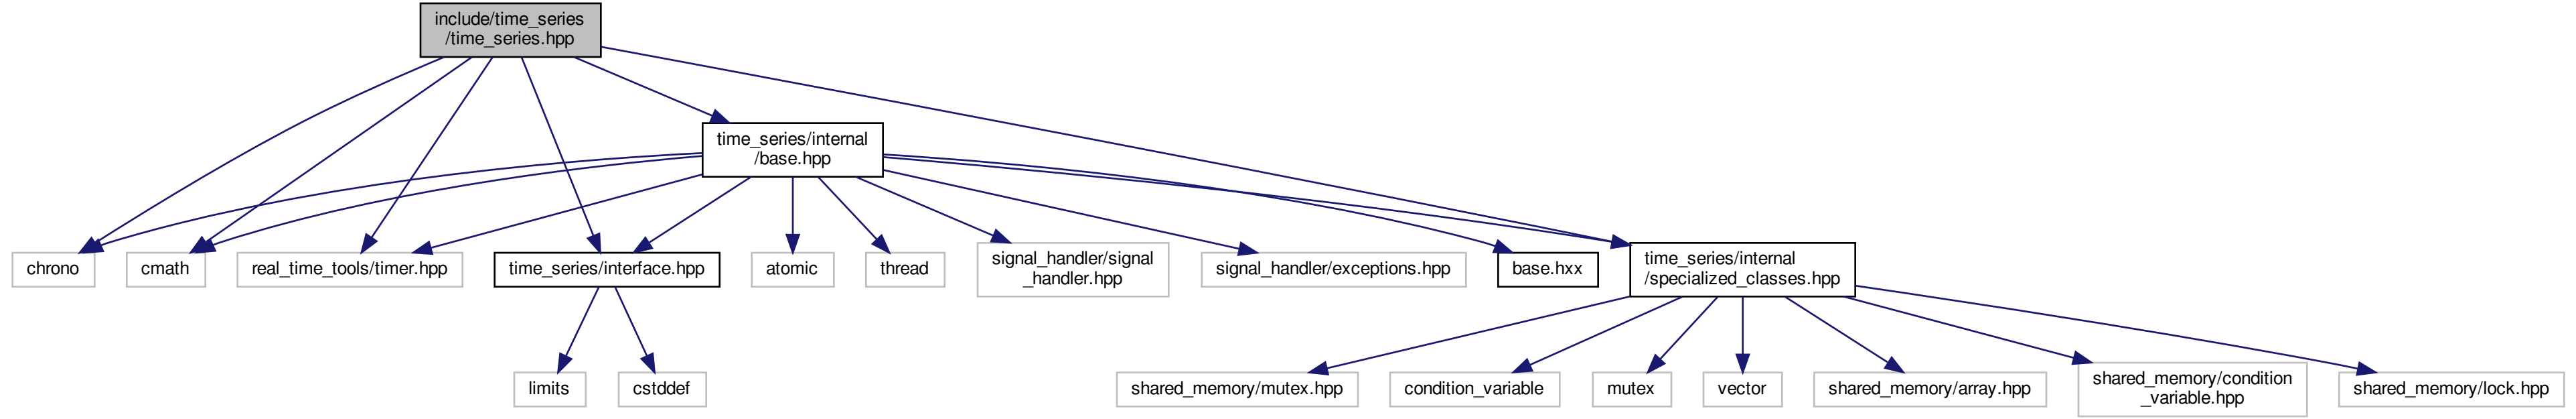 include/time_series
/time_series.hpp
time_series/internal
/base.hpp
chrono
cmath
real_time_tools/timer.hpp
time_series/interface.hpp
atomic
thread
signal_handler/signal
_handler.hpp
signal_handler/exceptions.hpp
base.hxx
time_series/internal
/specialized_classes.hpp
limits
cstddef
shared_memory/mutex.hpp
condition_variable
mutex
vector
shared_memory/array.hpp
shared_memory/condition
_variable.hpp
shared_memory/lock.hpp